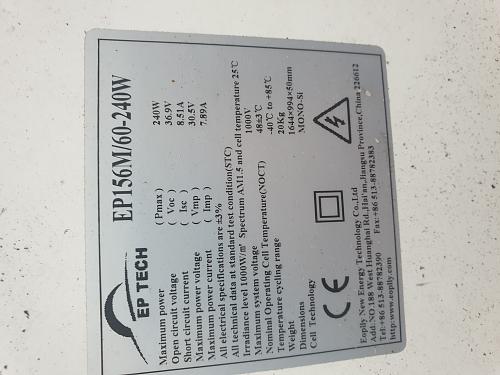 EP TECH
EP156M/60-240W
Maximum power ( Pmax) 240W
Open circuit voltage ( Voc ) 36.9V
Short circuit current ( Isc ) 8.51A
Maximum power voltage ( Vmp ) 30.5V
Maximum power current ( Imp ) 7.89A
All electrical specifications are ±3%
All technical data at standard test condition(STC)
Irradiance level 1000W/m² Spectrum AM1.5 and cell temperature 25℃
Maximum system voltage 1000V
Nominal Operating Cell Temperature(NOCT) 48±3℃
Temperature cycling range -40℃ to +85℃
Weight 20Kg
Dimensions 1644×994×50mm
Cell Technology MONO-Si
CE
Eoplly New Energy Technology Co.,Ltd
Add:NO.188 West Huanghai Rd.,Hai'an.,Jiangsu Province,China 226612
Tel:+86 513-88782390 Fax:+86 513-88782383
http:www.eoplly.com